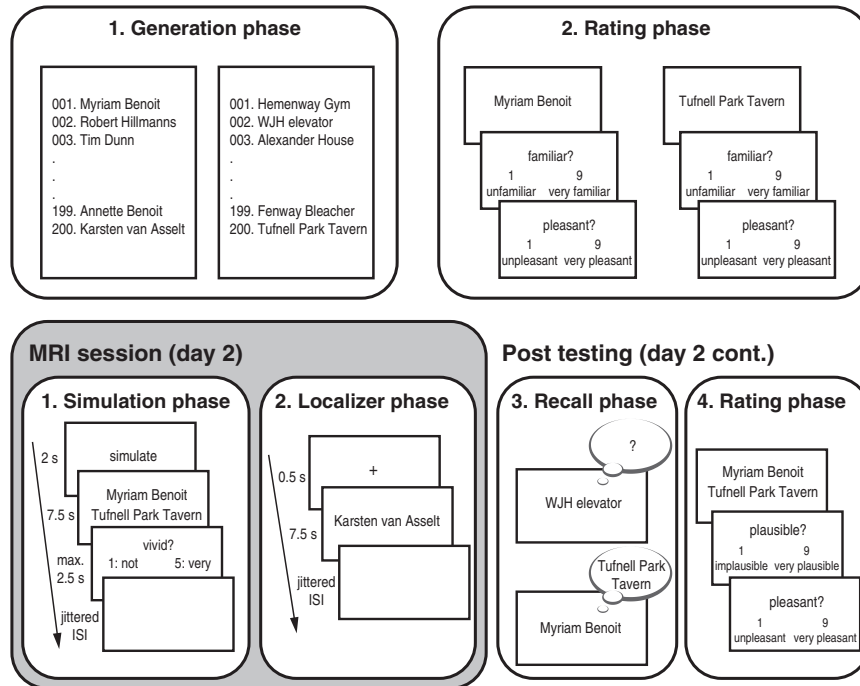 1. Generation phase
001. Myriam Benoit
002. Robert Hillmanns
003. Tim Dunn
.
.
.
199. Annette Benoit
200. Karsten van Asselt
001. Hemenway Gym
002. WJH elevator
003. Alexander House
.
.
.
199. Fenway Bleacher
200. Tufnell Park Tavern
2. Rating phase
Myriam Benoit
familiar?
1 9
unfamiliar very familiar
pleasant?
1 9
unpleasant very pleasant
Tufnell Park Tavern
familiar?
1 9
unfamiliar very familiar
pleasant?
1 9
unpleasant very pleasant
MRI session (day 2)
1. Simulation phase
2 s
simulate
7.5 s
Myriam Benoit
Tufnell Park Tavern
max.
2.5 s
vivid?
1: not 5: very
jittered
ISI
2. Localizer phase
0.5 s
+
7.5 s
Karsten van Asselt
jittered
ISI
Post testing (day 2 cont.)
3. Recall phase
?
WJH elevator
Tufnell Park
Tavern
Myriam Benoit
4. Rating phase
Myriam Benoit
Tufnell Park Tavern
plausible?
1 9
implausible very plausible
pleasant?
1 9
unpleasant very pleasant